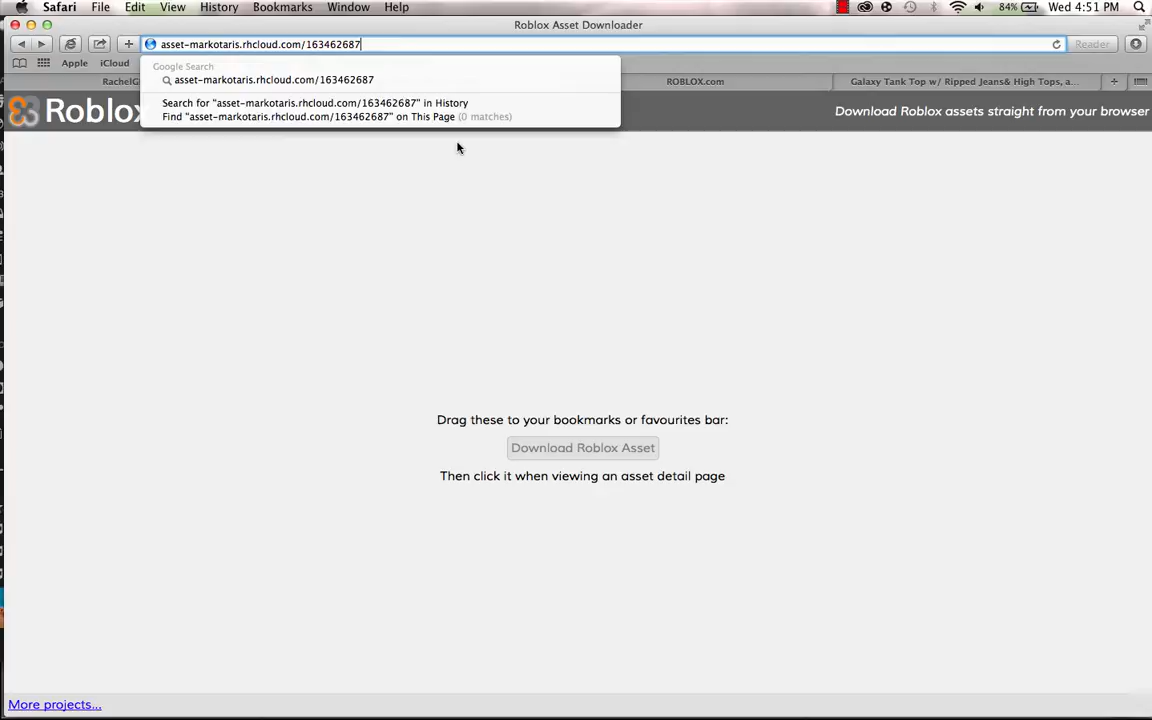 Safari File Edit View History Bookmarks Window Help 84% Wed 4:51 PM
Roblox Asset Downloader
asset-markotaris.rhcloud.com/163462687 Reader
Apple iCloud
Google Search
asset-markotaris.rhcloud.com/163462687
Search for "asset-markotaris.rhcloud.com/163462687" in History
Find "asset-markotaris.rhcloud.com/163462687" on This Page (0 matches)
RachelG ROBLOX.com Galaxy Tank Top w/ Ripped Jeans& High Tops, a...
Roblox Download Roblox assets straight from your browser
Drag these to your bookmarks or favourites bar:
Download Roblox Asset
Then click it when viewing an asset detail page
More projects...